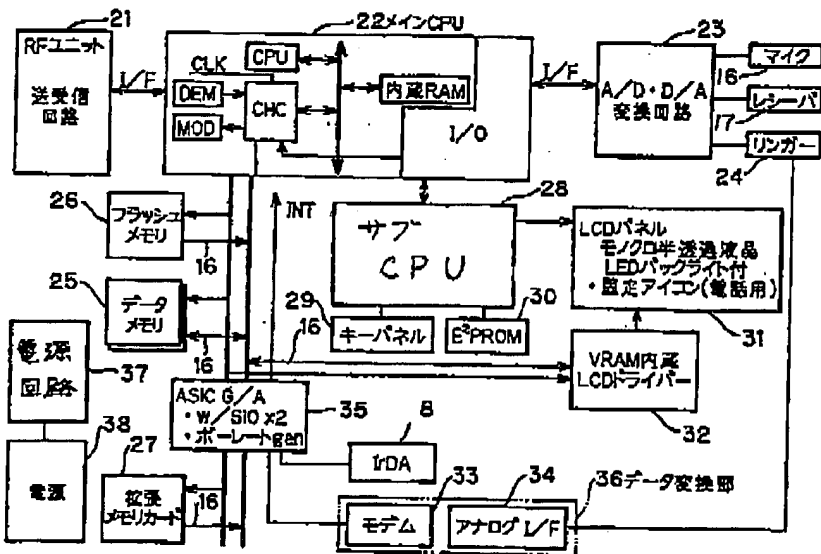 21
RFユニット
送受信
回路
I/F
22メインCPU
CLK
CPU
DEM
CHC
MOD
内蔵RAM
I/O
I/F
23
A/D・D/A
変換回路
マイク
16
レシーバ
17
リンガー
24
26
フラッシュ
メモリ
16
INT
28
サブ
CPU
LCDパネル
モノクロ半透過液晶
LEDバックライト付
・固定アイコン(電話用)
31
25
データ
メモリ
16
29
キーパネル
30
E²PROM
16
VRAM内蔵
LCDドライバー
32
電源
回路
37
ASIC G/A
・W/SIO x2
・ボーレートgen
35
8
IrDA
38
電源
27
拡張
メモリカード
16
33
モデム
34
アナログ I/F
36データ変換部